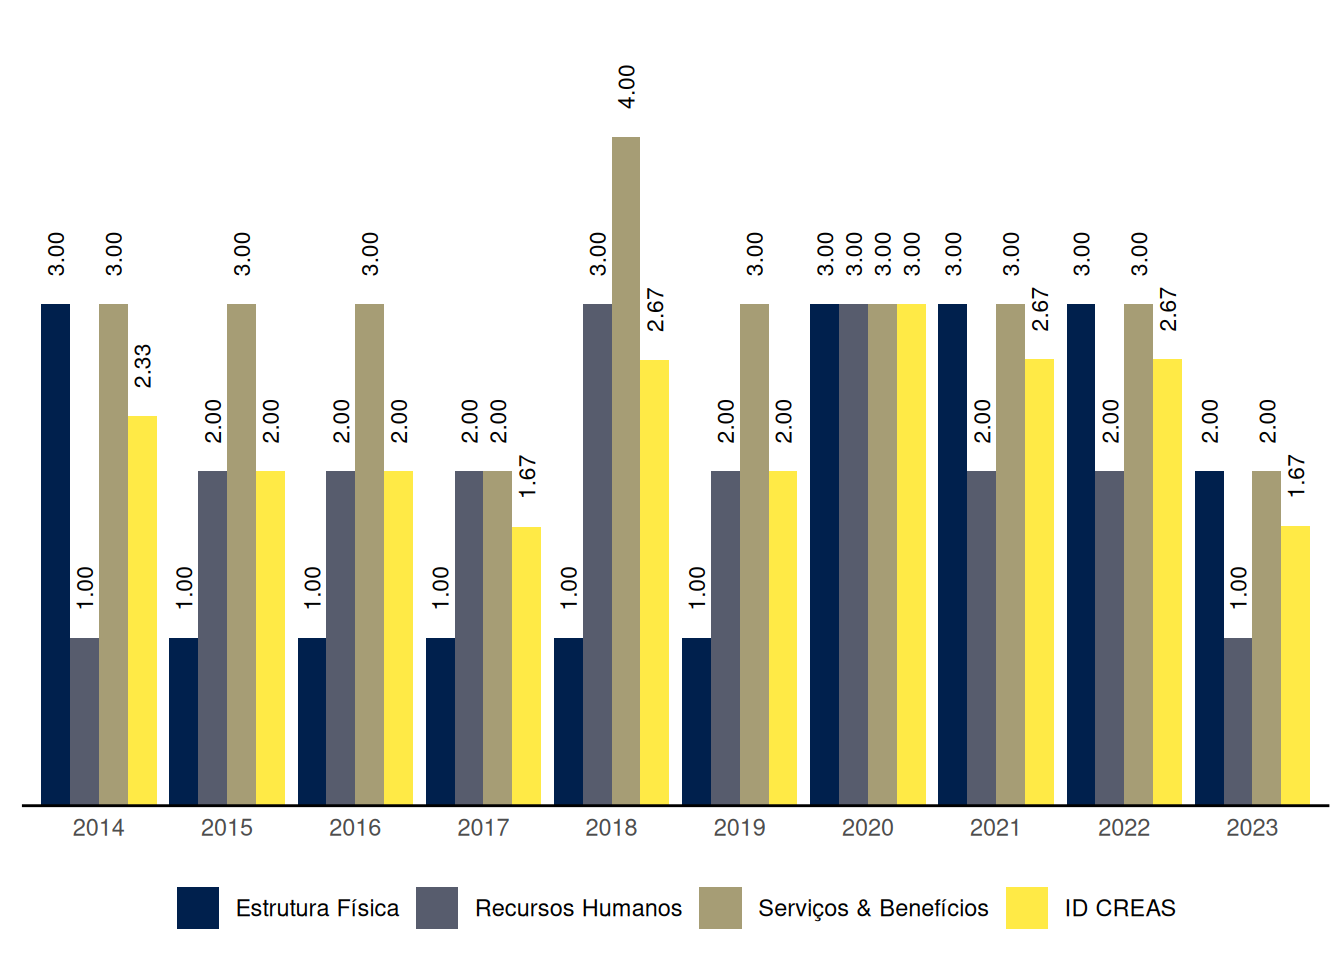 4.00
3.00 3.00 3.00 3.00 3.00 3.00 3.00 3.00 3.00 3.00 3.00 3.00 3.00 3.00
2.67 2.67 2.67
2.33
2.00 2.00 2.00 2.00 2.00 2.00 2.00 2.00 2.00 2.00 2.00 2.00
1.67 1.67
1.00 1.00 1.00 1.00 1.00 1.00 1.00
2014 2015 2016 2017 2018 2019 2020 2021 2022 2023
Estrutura Física Recursos Humanos Serviços & Benefícios ID CREAS